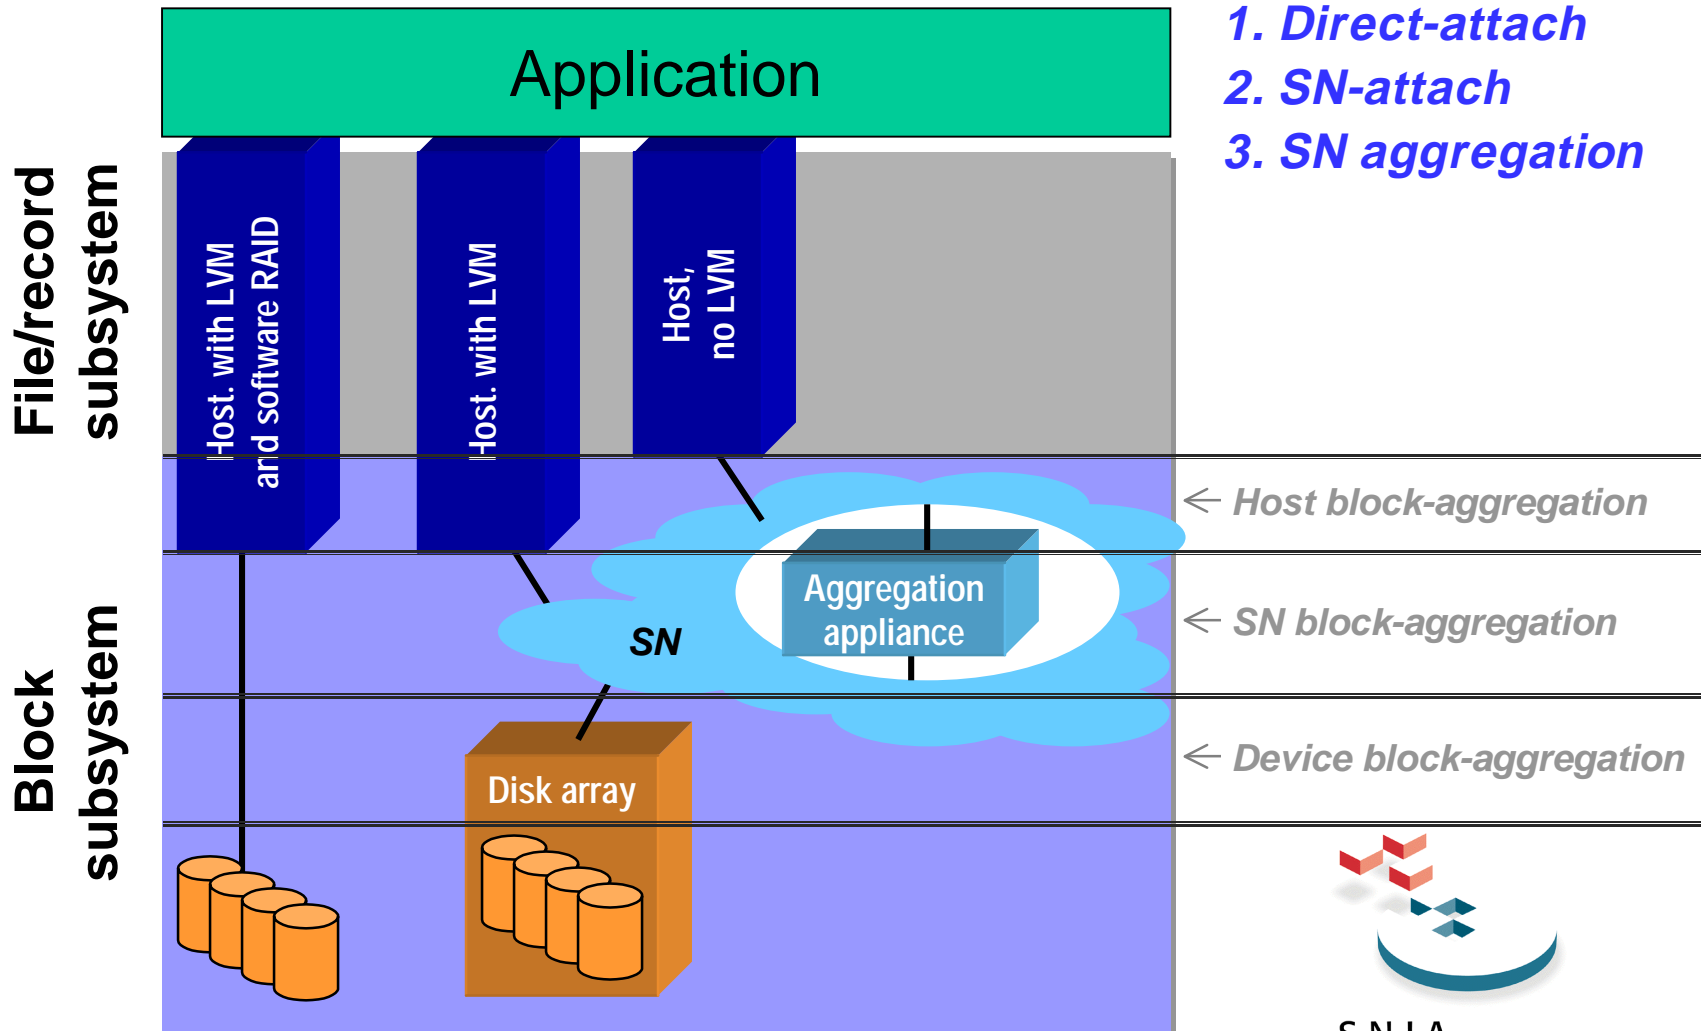 Application
1. Direct-attach
2. SN-attach
3. SN aggregation
File/record
subsystem
Host. with LVM
and software RAID
Host. with LVM
Host,
no LVM
Host block-aggregation
Aggregation
appliance
SN block-aggregation
SN
Block
subsystem
Device block-aggregation
Disk array
SNIA